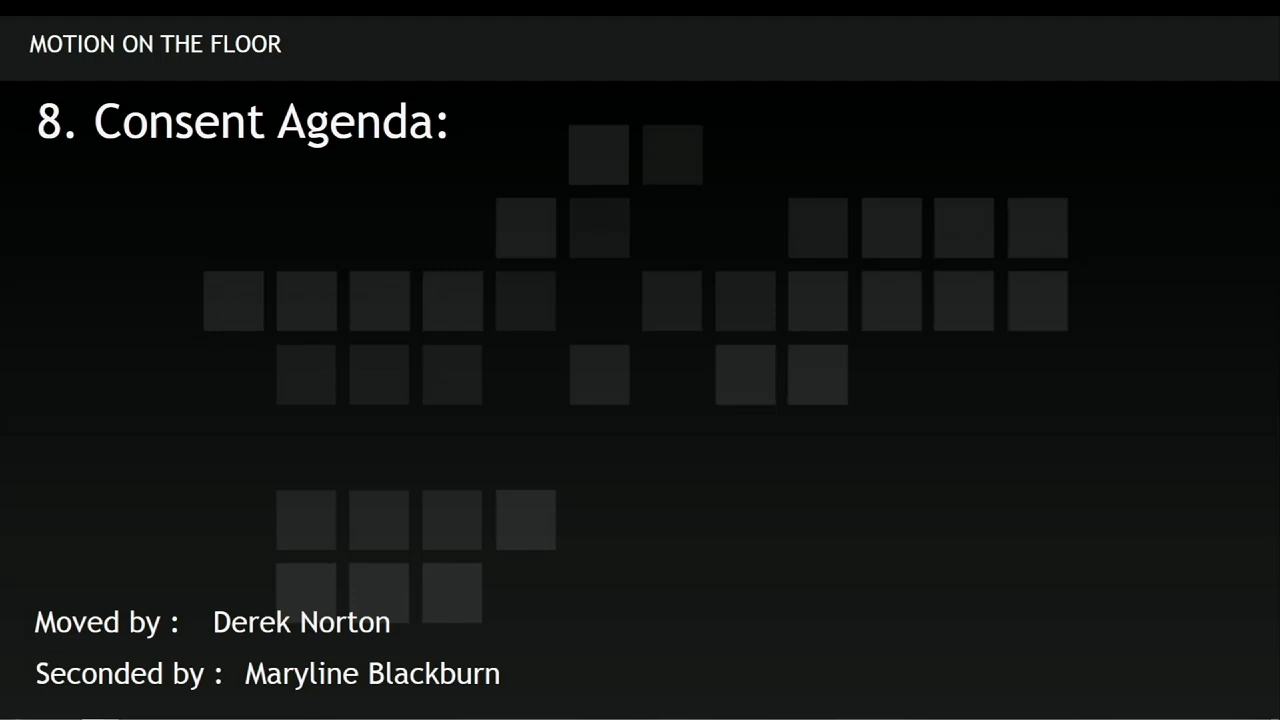 MOTION ON THE FLOOR
8. Consent Agenda:
Moved by : Derek Norton
Seconded by : Maryline Blackburn